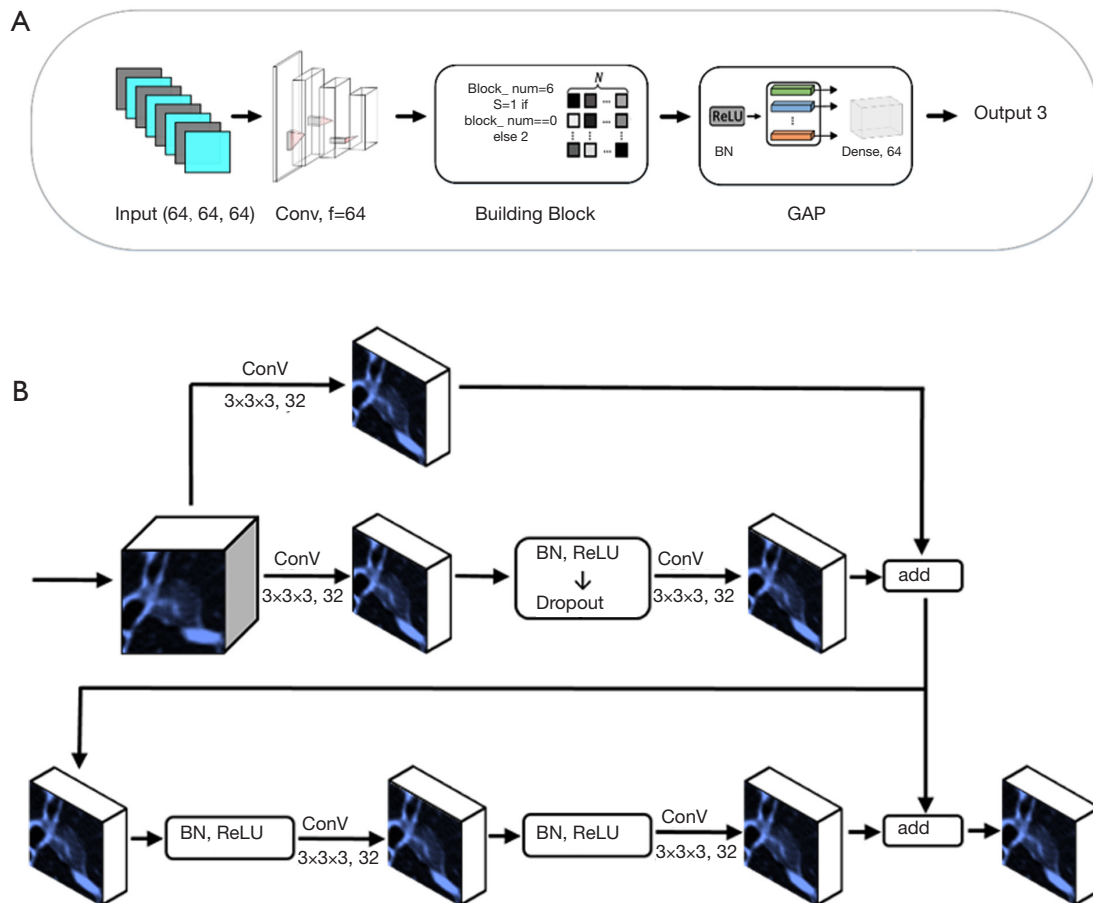 A
Block_ num=6
S=1 if
block_ num==0
else 2
N
ReLU
BN
Dense, 64
Output 3
Input (64, 64, 64)
Conv, f=64
Building Block
GAP
B
ConV
3×3×3, 32
ConV
3×3×3, 32
BN, ReLU
Dropout
ConV
3×3×3, 32
add
BN, ReLU
ConV
3×3×3, 32
BN, ReLU
ConV
3×3×3, 32
add